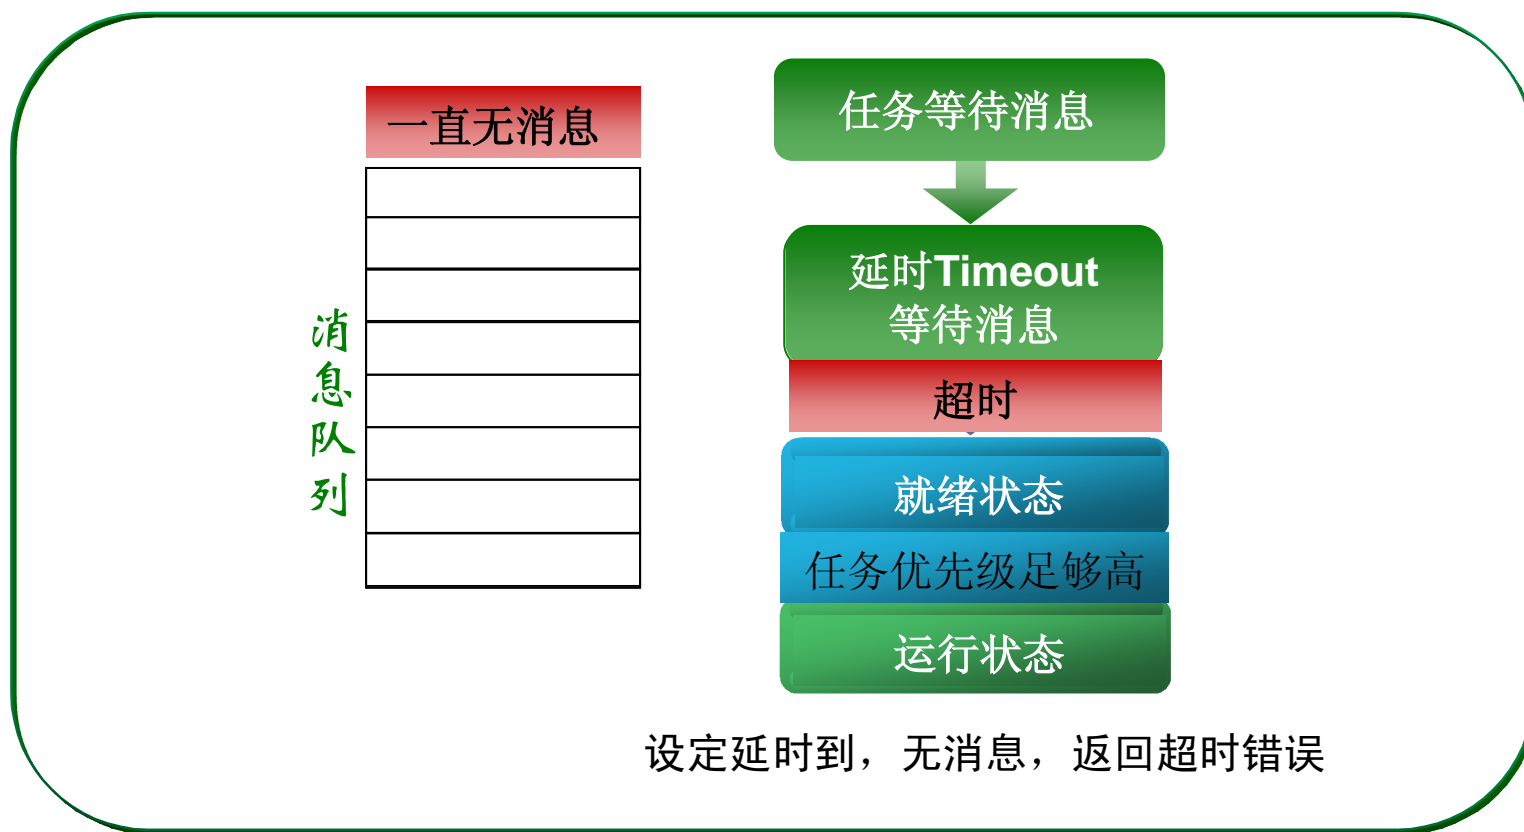 一直无消息
消息队列
任务等待消息
延时Timeout
等待消息
超时
就绪状态
任务优先级足够高
运行状态
设定延时到，无消息，返回超时错误